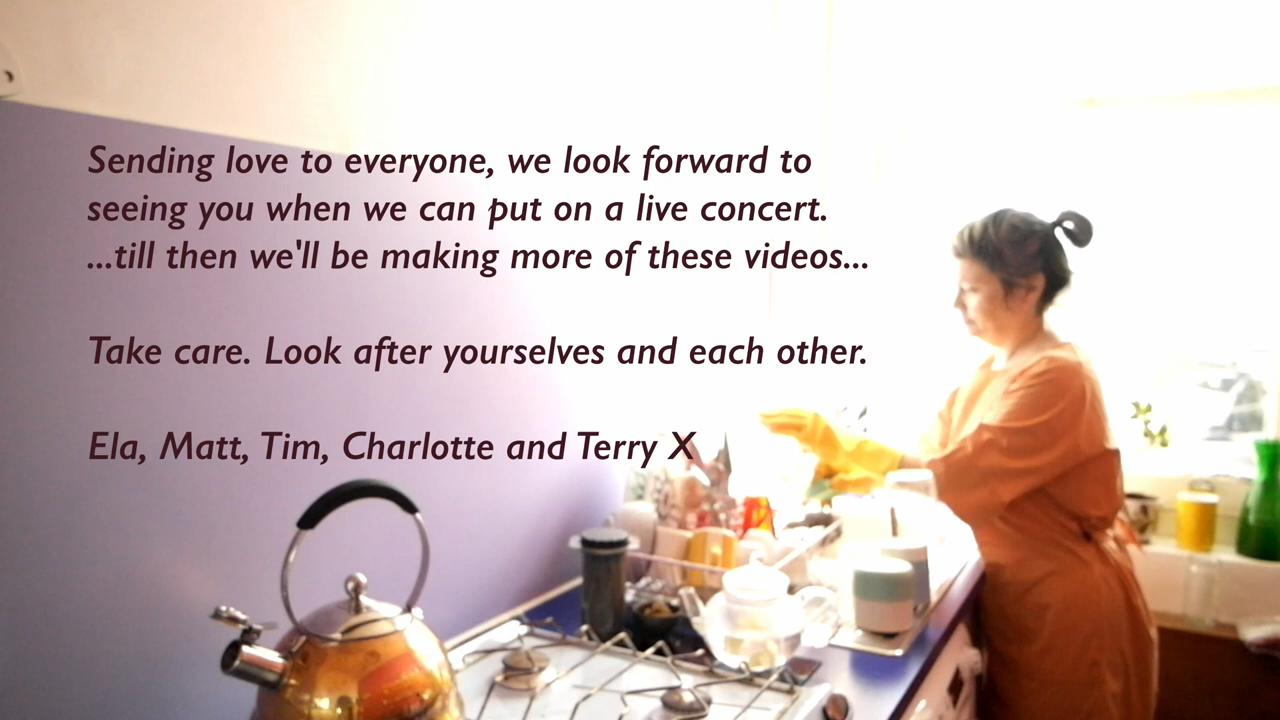 Sending love to everyone, we look forward to
seeing you when we can put on a live concert.
...till then we'll be making more of these videos...
Take care. Look after yourselves and each other.
Ela, Matt, Tim, Charlotte and Terry X